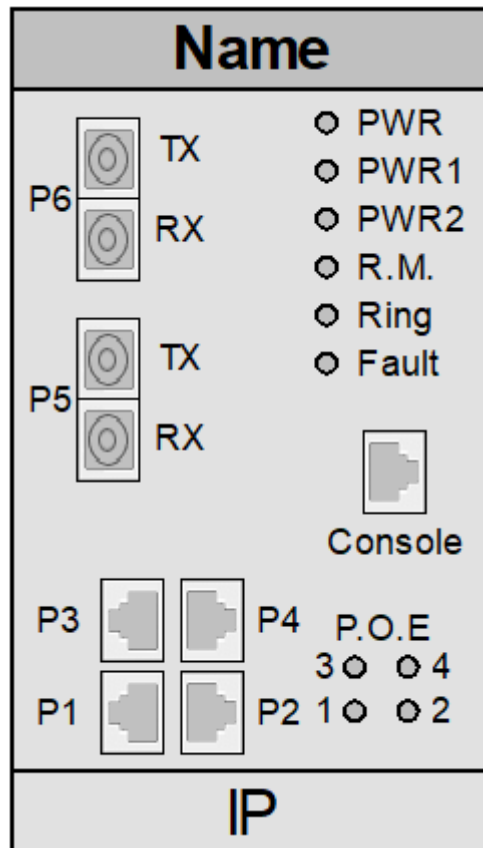 Name
TX
P6
RX
PWR
PWR1
PWR2
R.M.
Ring
Fault
TX
P5
RX
Console
P3
P4
P.O.E
3 4
P1
P2
1 2
IP